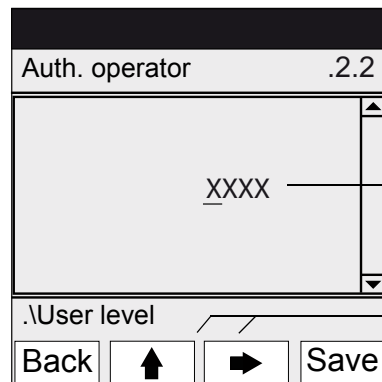 Auth. operator .2.2
XXXX
.\User level
Back Save